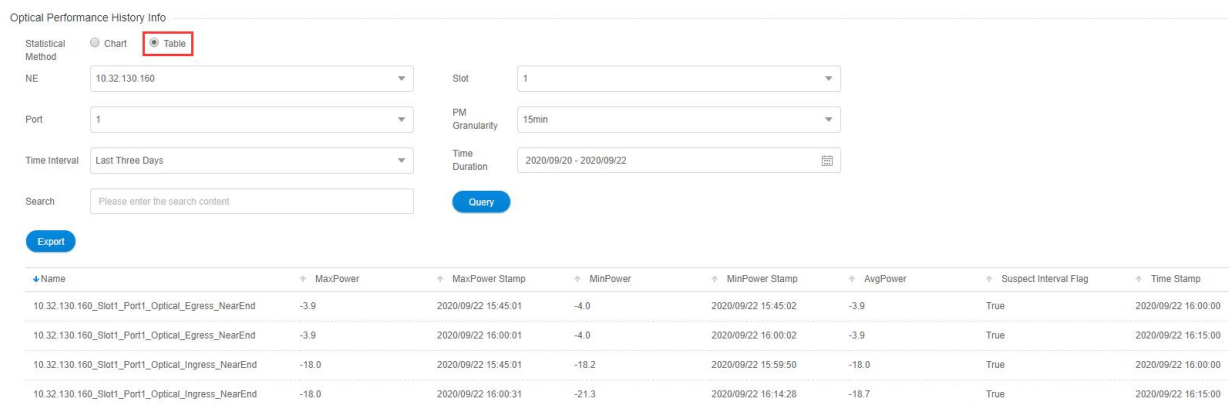 Optical Performance History Info
Statistical Method Chart Table
NE 10.32.130.160 Slot 1
Port 1 PM Granularity 15min
Time Interval Last Three Days Time Duration 2020/09/20 - 2020/09/22
Search Please enter the search content Query
Export
Name MaxPower MaxPower Stamp MinPower MinPower Stamp AvgPower Suspect Interval Flag Time Stamp
10.32.130.160_Slot1_Port1_Optical_Egress_NearEnd -3.9 2020/09/22 15:45:01 -4.0 2020/09/22 15:45:02 -3.9 True 2020/09/22 16:00:00
10.32.130.160_Slot1_Port1_Optical_Egress_NearEnd -3.9 2020/09/22 16:00:01 -4.0 2020/09/22 16:00:02 -3.9 True 2020/09/22 16:15:00
10.32.130.160_Slot1_Port1_Optical_Ingress_NearEnd -18.0 2020/09/22 15:45:01 -18.2 2020/09/22 15:59:50 -18.0 True 2020/09/22 16:00:00
10.32.130.160_Slot1_Port1_Optical_Ingress_NearEnd -18.0 2020/09/22 16:00:31 -21.3 2020/09/22 16:14:28 -18.7 True 2020/09/22 16:15:00